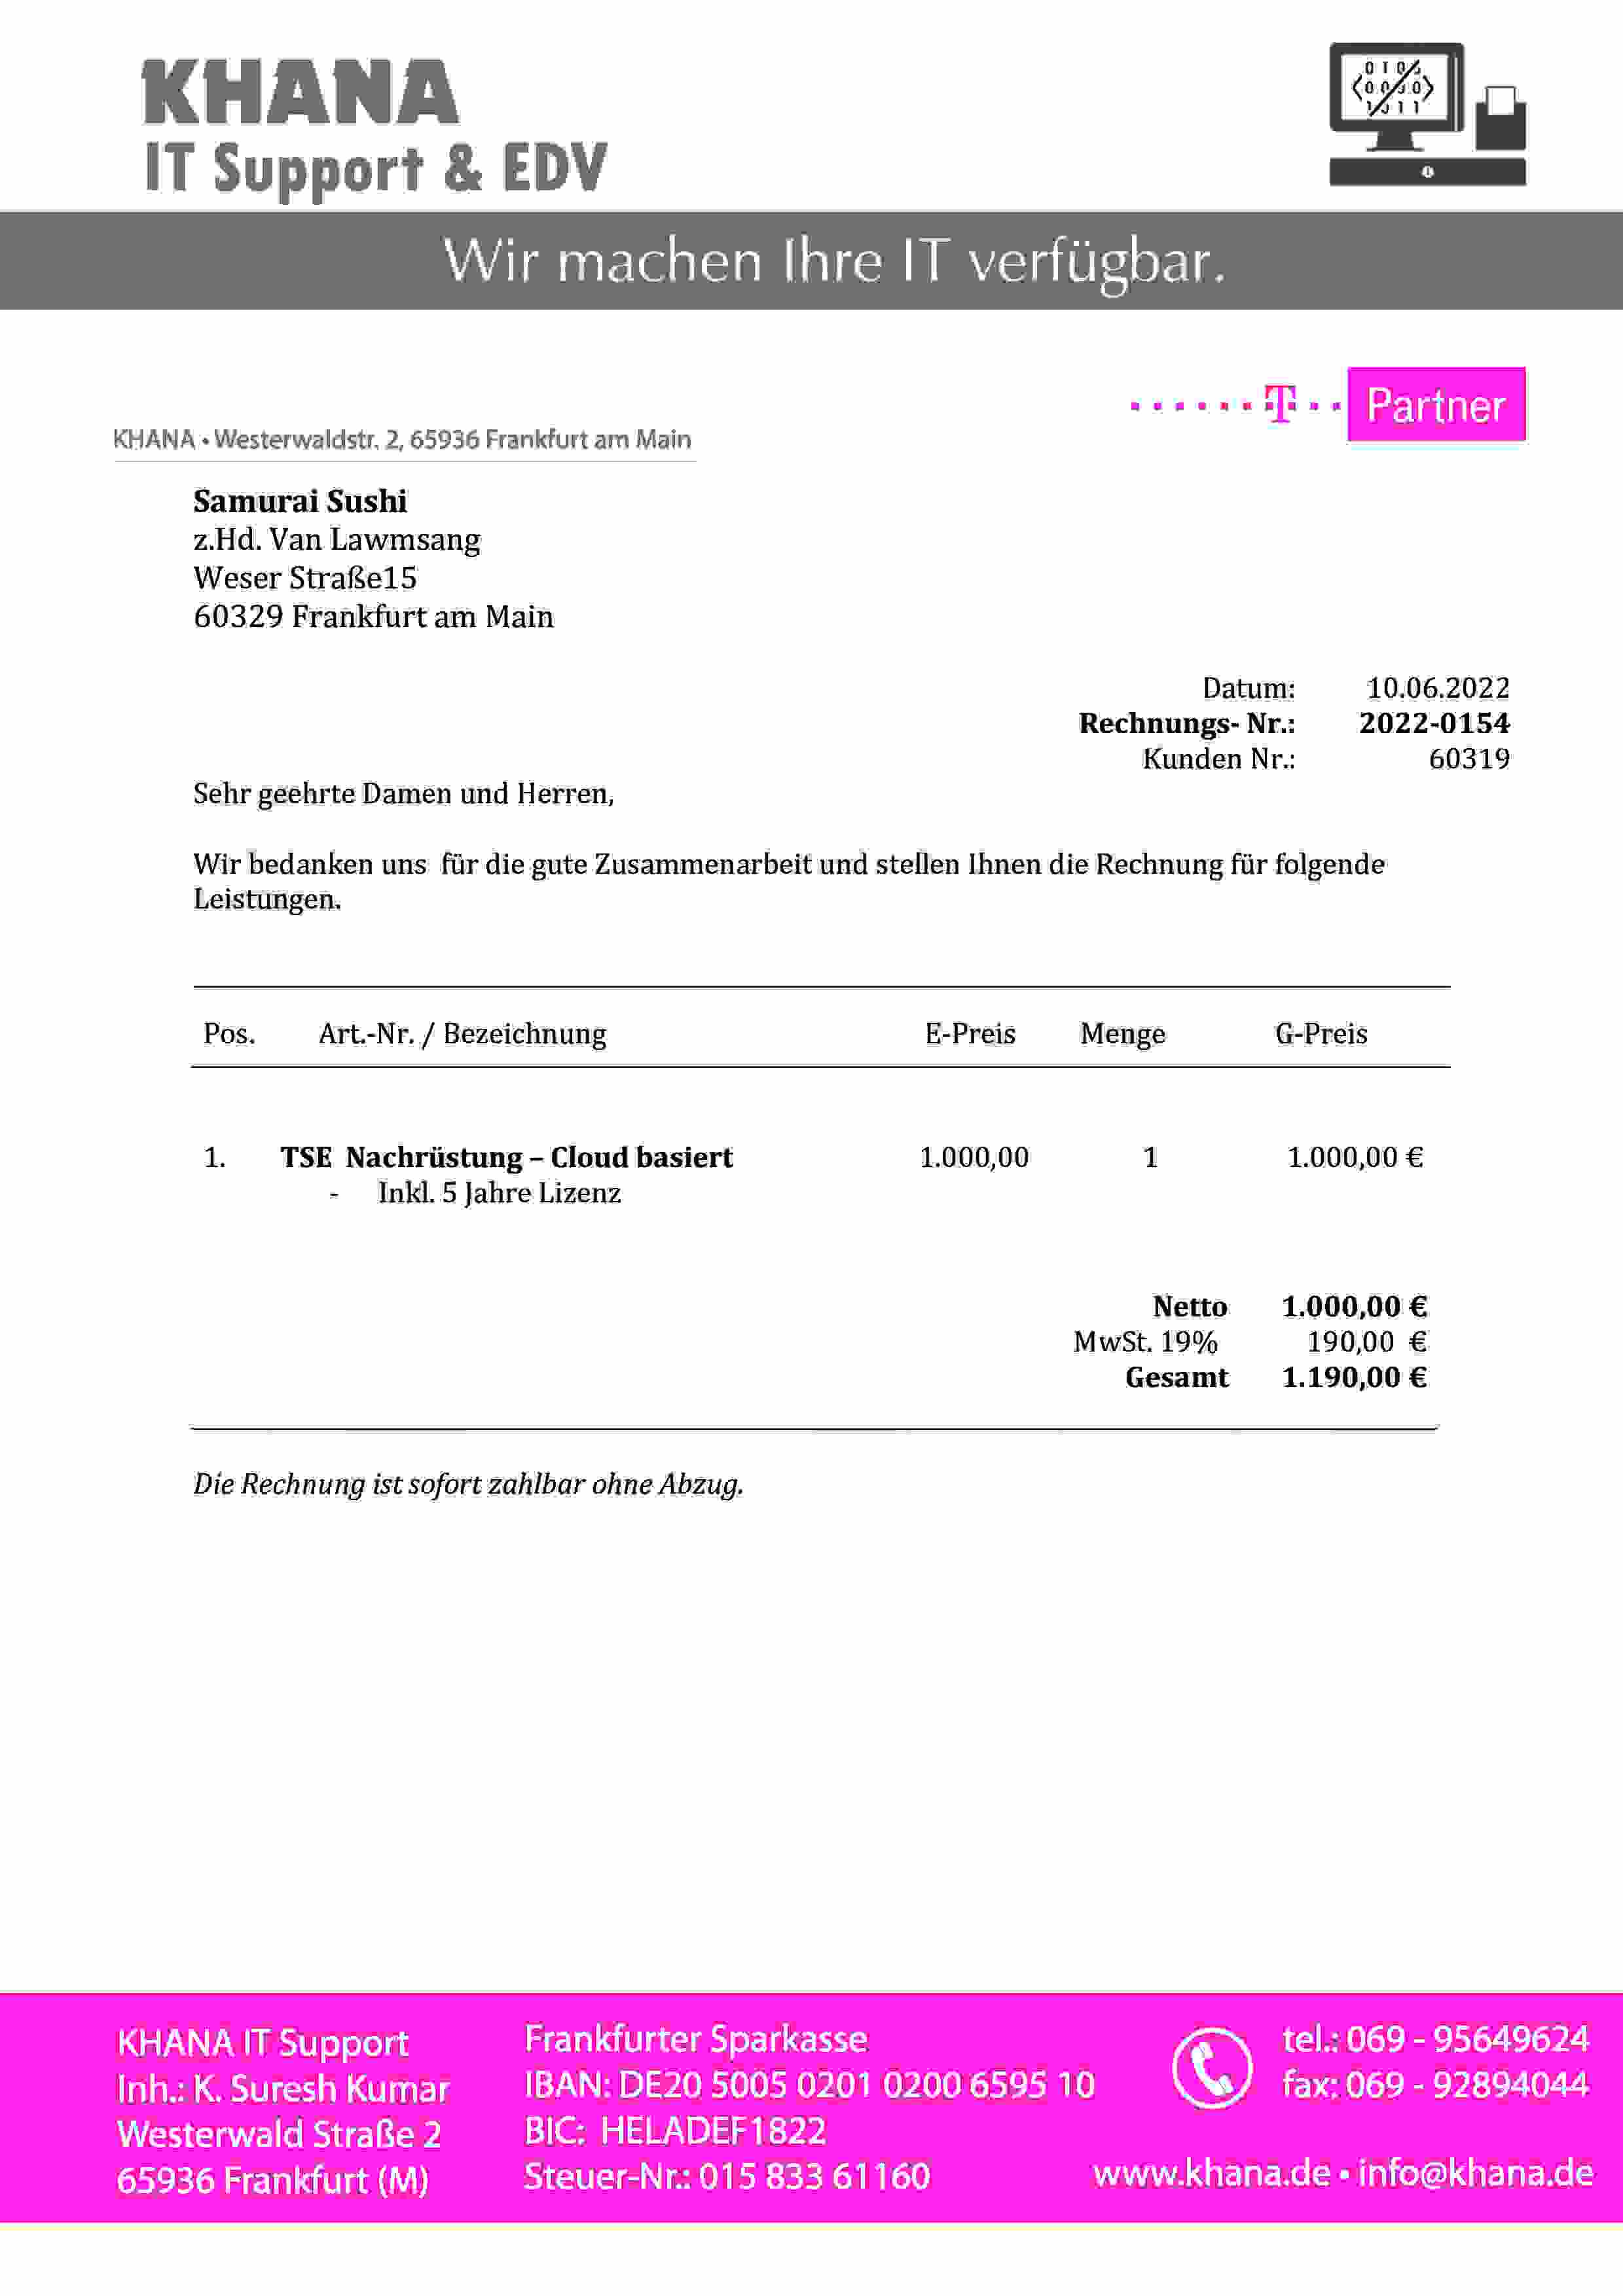 KHANA
IT Support & EDV
Wir machen Ihre IT verfügbar.
T Partner
KHANA • Westerwaldstr. 2, 65936 Frankfurt am Main
Samurai Sushi
z.Hd. Van Lawmsang
Weser Straße15
60329 Frankfurt am Main
Datum: 10.06.2022
Rechnungs- Nr.: 2022-0154
Kunden Nr.: 60319
Sehr geehrte Damen und Herren,
Wir bedanken uns für die gute Zusammenarbeit und stellen Ihnen die Rechnung für folgende
Leistungen.
Pos. Art.-Nr. / Bezeichnung E-Preis Menge G-Preis
1. TSE Nachrüstung – Cloud basiert 1.000,00 1 1.000,00 €
- Inkl. 5 Jahre Lizenz
Netto 1.000,00 €
MwSt. 19% 190,00 €
Gesamt 1.190,00 €
Die Rechnung ist sofort zahlbar ohne Abzug.
KHANA IT Support
Inh.: K. Suresh Kumar
Westerwald Straße 2
65936 Frankfurt (M)
Frankfurter Sparkasse
IBAN: DE20 5005 0201 0200 6595 10
BIC: HELADEF1822
Steuer-Nr.: 015 833 61160
tel.: 069 - 95649624
fax: 069 - 92894044
www.khana.de • info@khana.de